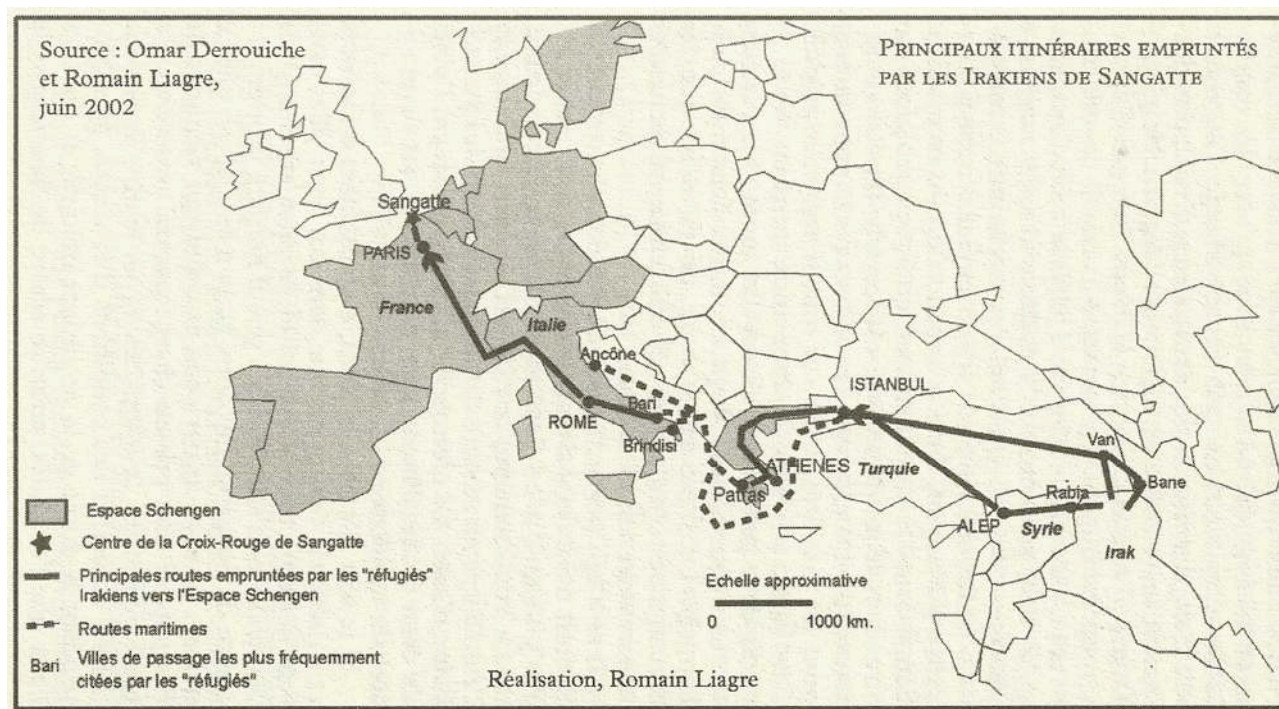 Source : Omar Derrouiche
et Romain Liagre,
juin 2002
PRINCIPAUX ITINÉRAIRES EMPRUNTÉS
PAR LES IRAKIENS DE SANGATTE
Sangatte
PARIS
France
Italie
Ancône
ROME
Bari
Brindisi
ISTANBUL
ATHENES
Patras
Turquie
Van
Bane
Rabia
ALEP
Syrie
Irak
Espace Schengen
Centre de la Croix-Rouge de Sangatte
Principales routes empruntées par les "réfugiés"
Irakiens vers l'Espace Schengen
Routes maritimes
Bari Villes de passage les plus fréquemment
citées par les "réfugiés"
Echelle approximative
0 1000 km.
Réalisation, Romain Liagre